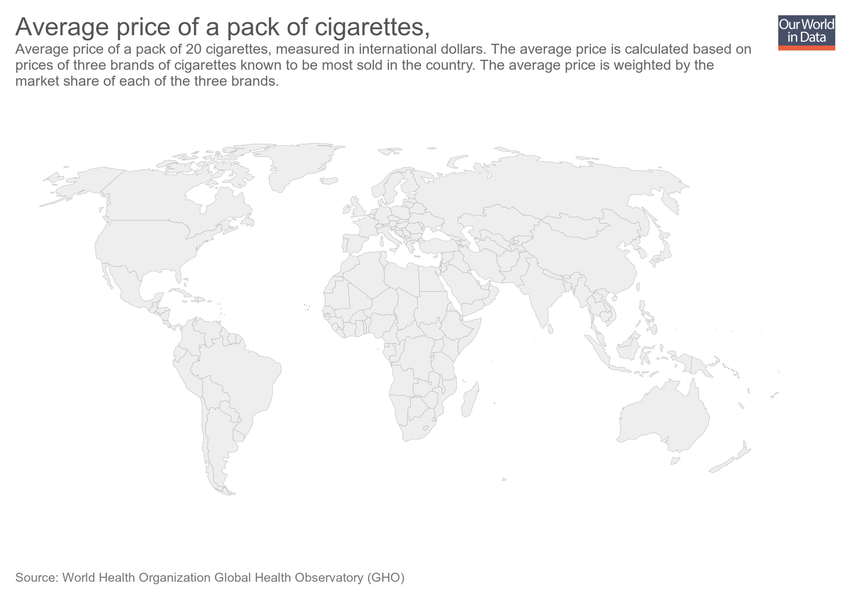 Average price of a pack of cigarettes,
Average price of a pack of 20 cigarettes, measured in international dollars. The average price is calculated based on
prices of three brands of cigarettes known to be most sold in the country. The average price is weighted by the
market share of each of the three brands.
Our World
in Data
Source: World Health Organization Global Health Observatory (GHO)